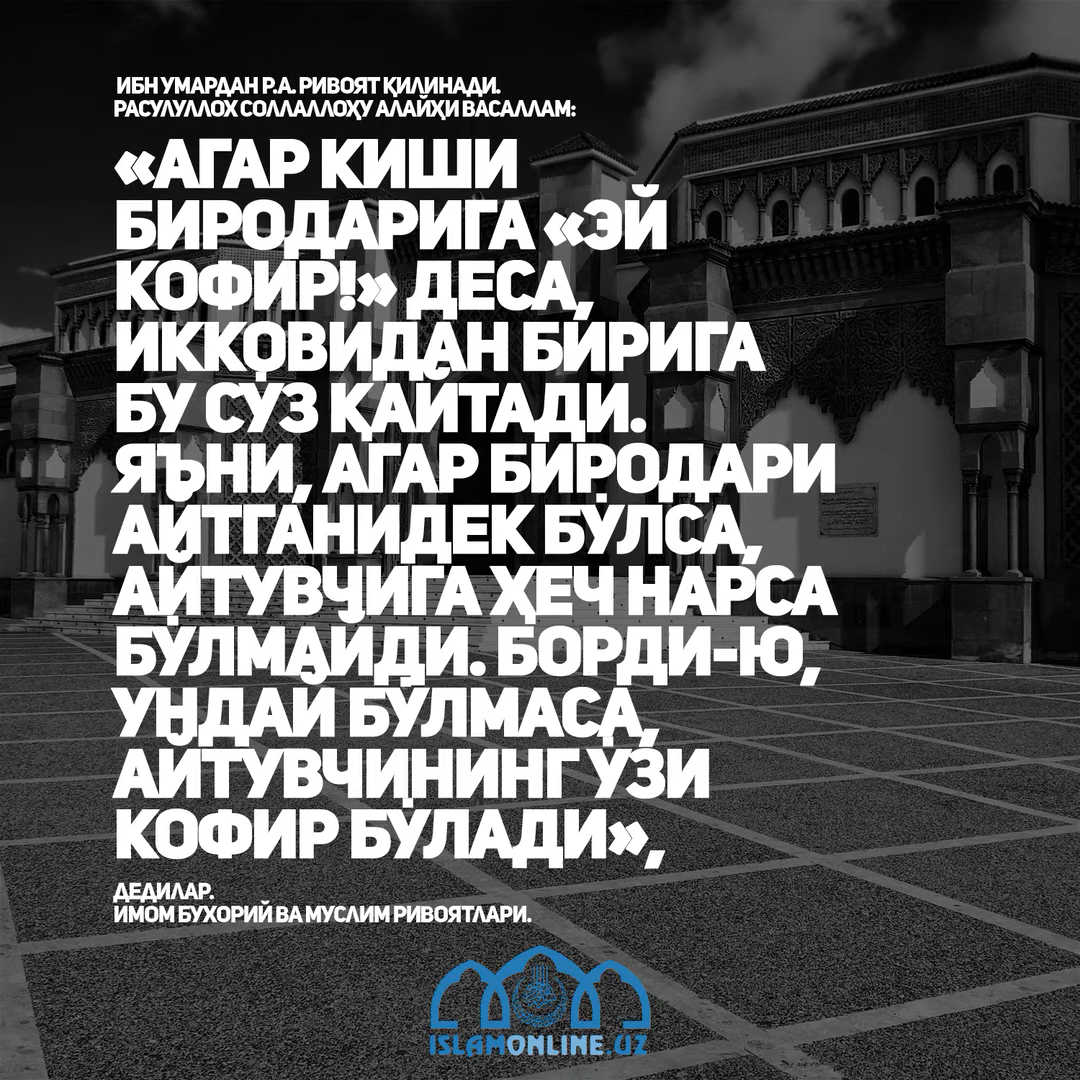 ИБН УМАРДАН Р.А. РИВОЯТ ҚИЛИНАДИ.
РАСУЛУЛЛОХ СОЛЛАЛЛОҲУ АЛАЙҲИ ВАСАЛЛАМ:
«АГАР КИШИ
БИРОДАРИГА «ЭЙ
КОФИР!» ДЕСА,
ИККОВИДАН БИРИГА
БУ СЎЗ ҚАЙТАДИ.
ЯЪНИ, АГАР БИРОДАРИ
АЙТГАНИДЕК БЎЛСА,
АЙТУВЧИГА ҲЕЧ НАРСА
БЎЛМАЙДИ. БОРДИ-Ю,
УНДАЙ БЎЛМАСА,
АЙТУВЧИНИНГ ЎЗИ
КОФИР БЎЛАДИ»,
ДЕДИЛАР.
ИМОМ БУХОРИЙ ВА МУСЛИМ РИВОЯТЛАРИ.
ISLAMONLINE.UZ